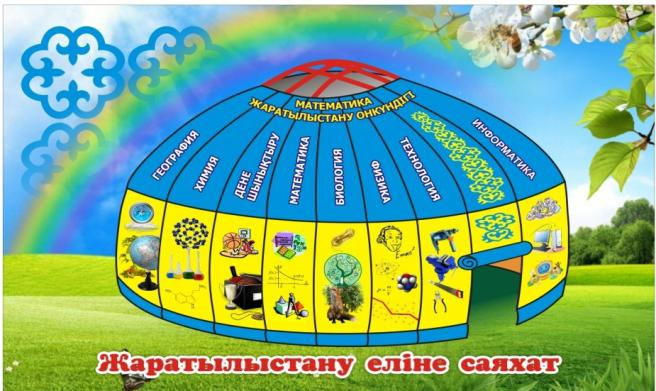 МАТЕМАТИКА
ЖАРАТЫЛЫСТАНУ ОНКҮНДІГІ
ГЕОГРАФИЯ
ХИМИЯ
ДЕНЕ
ШЫНЫҚТЫРУ
МАТЕМАТИКА
БИОЛОГИЯ
ФИЗИКА
ТЕХНОЛОГИЯ
ИНФОРМАТИКА
Жаратылыстану еліне саяхат